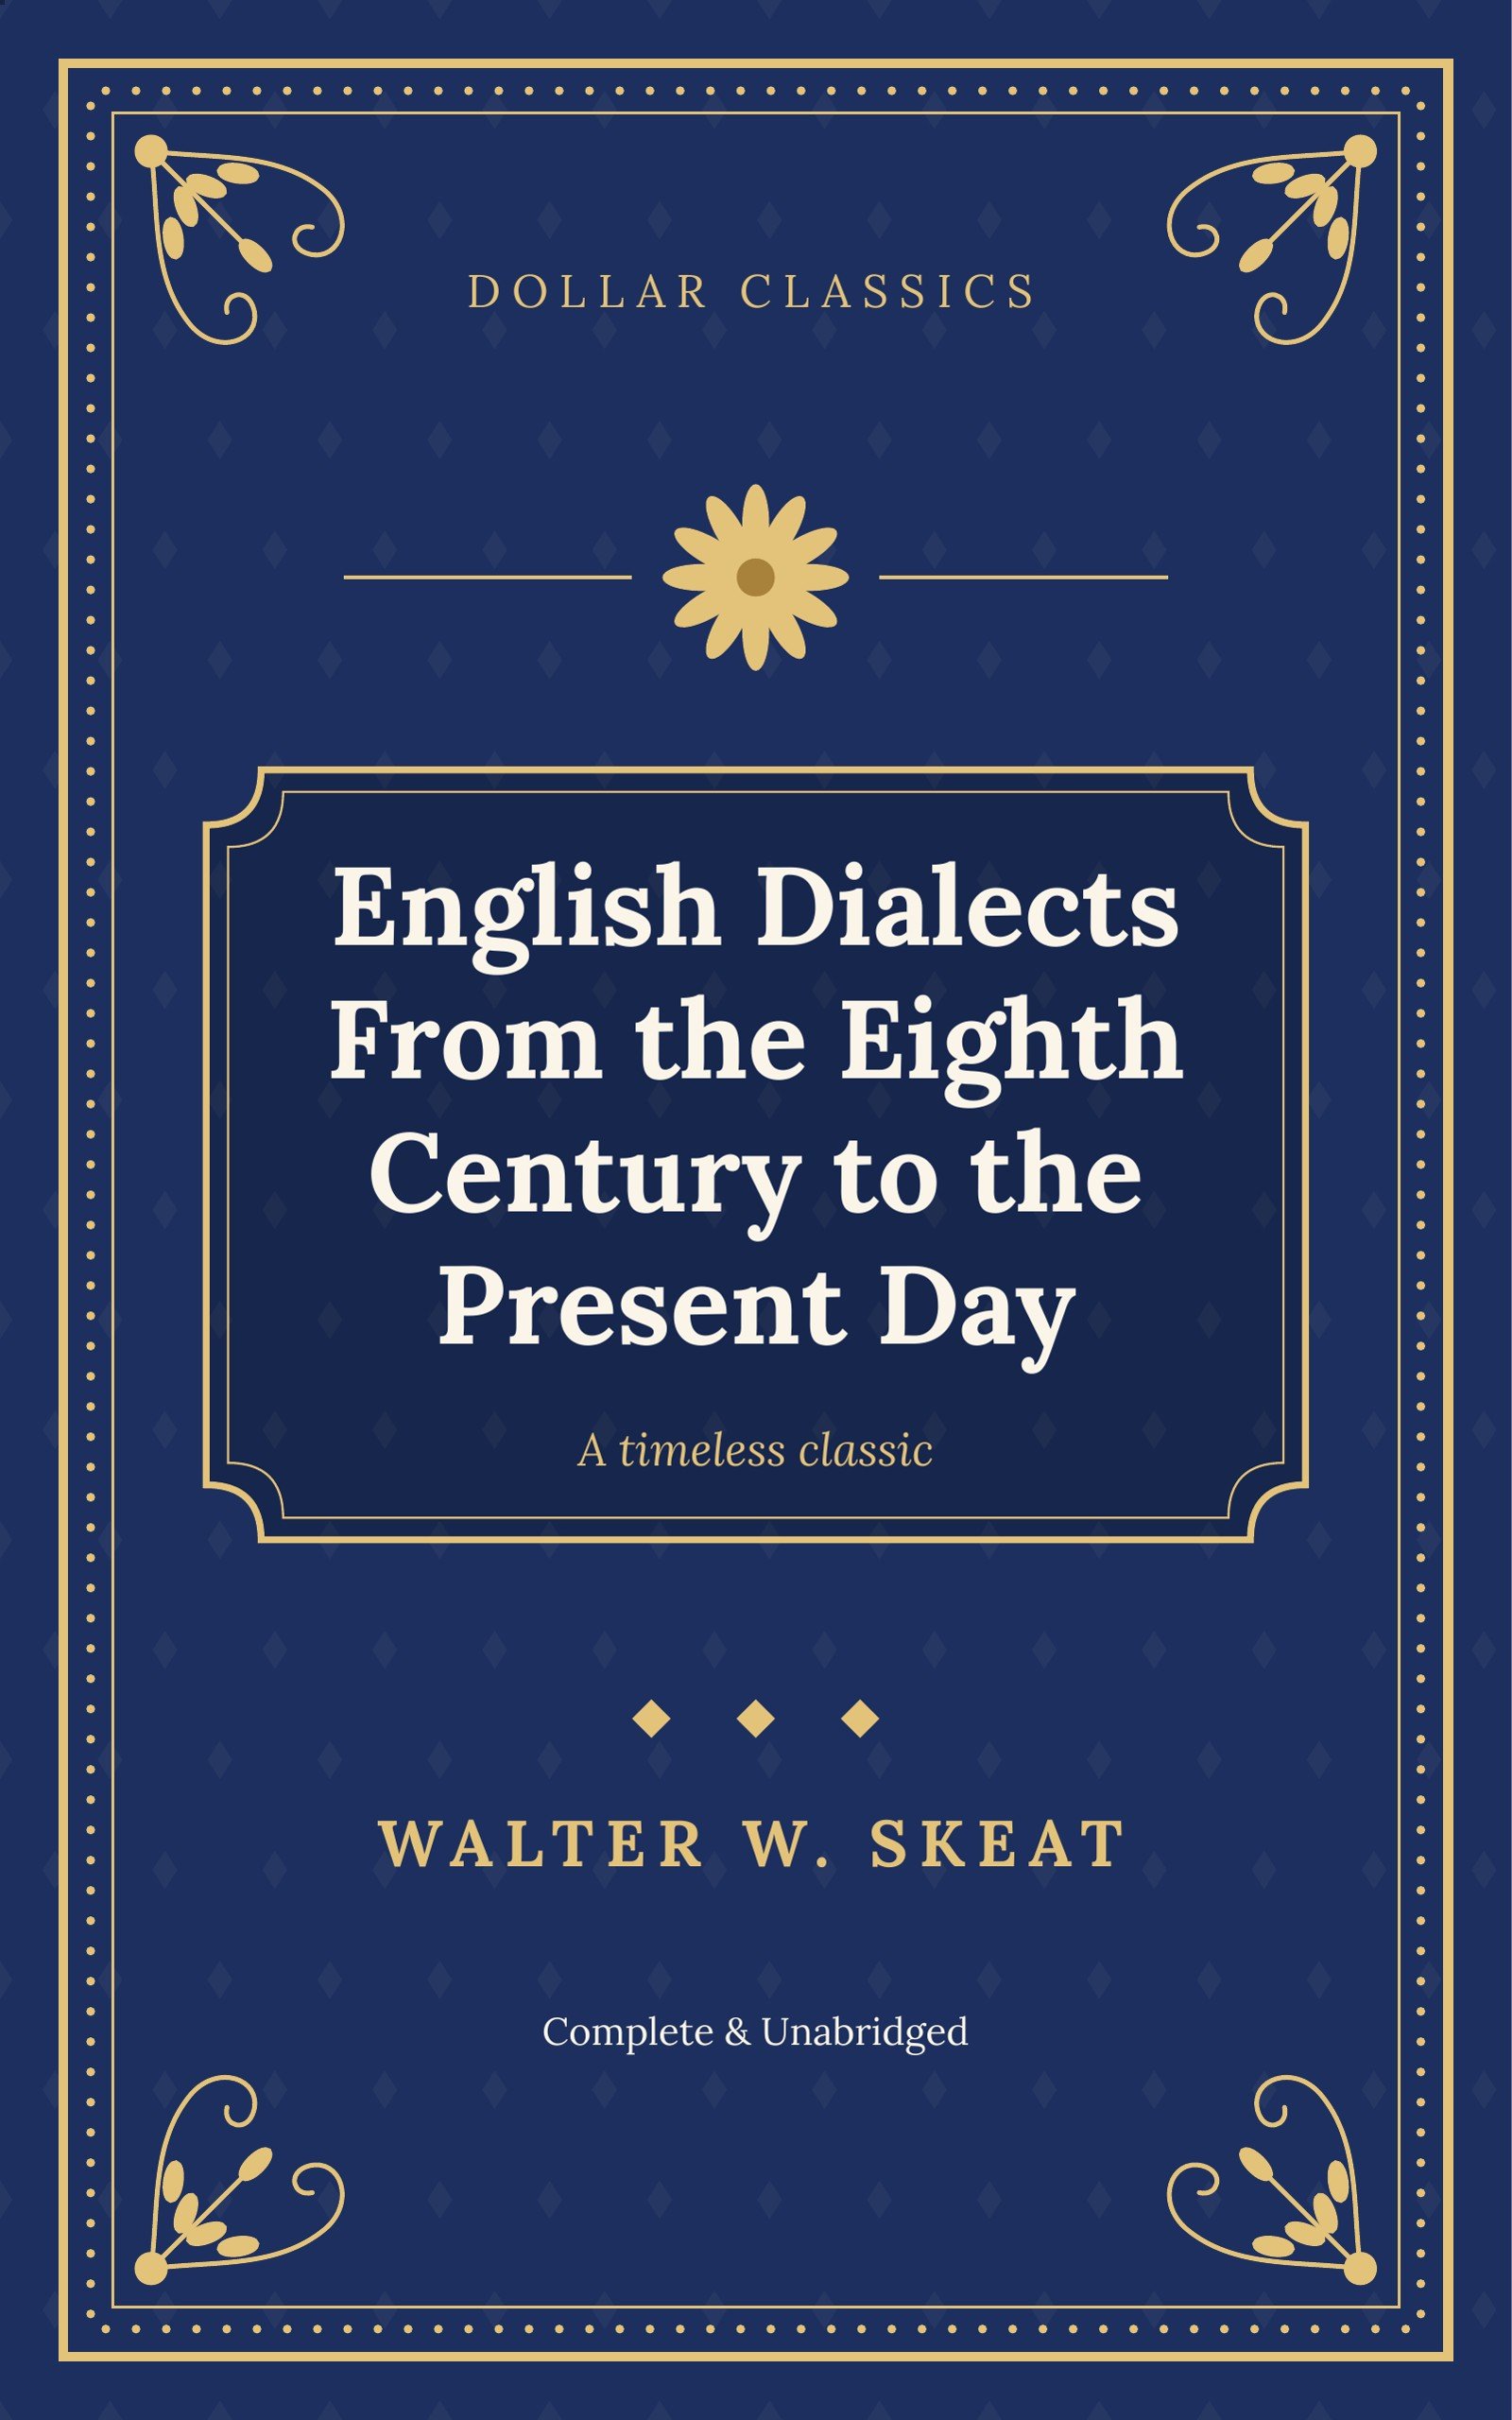 DOLLAR CLASSICS
English Dialects
From the Eighth
Century to the
Present Day
A timeless classic
WALTER W. SKEAT
Complete & Unabridged